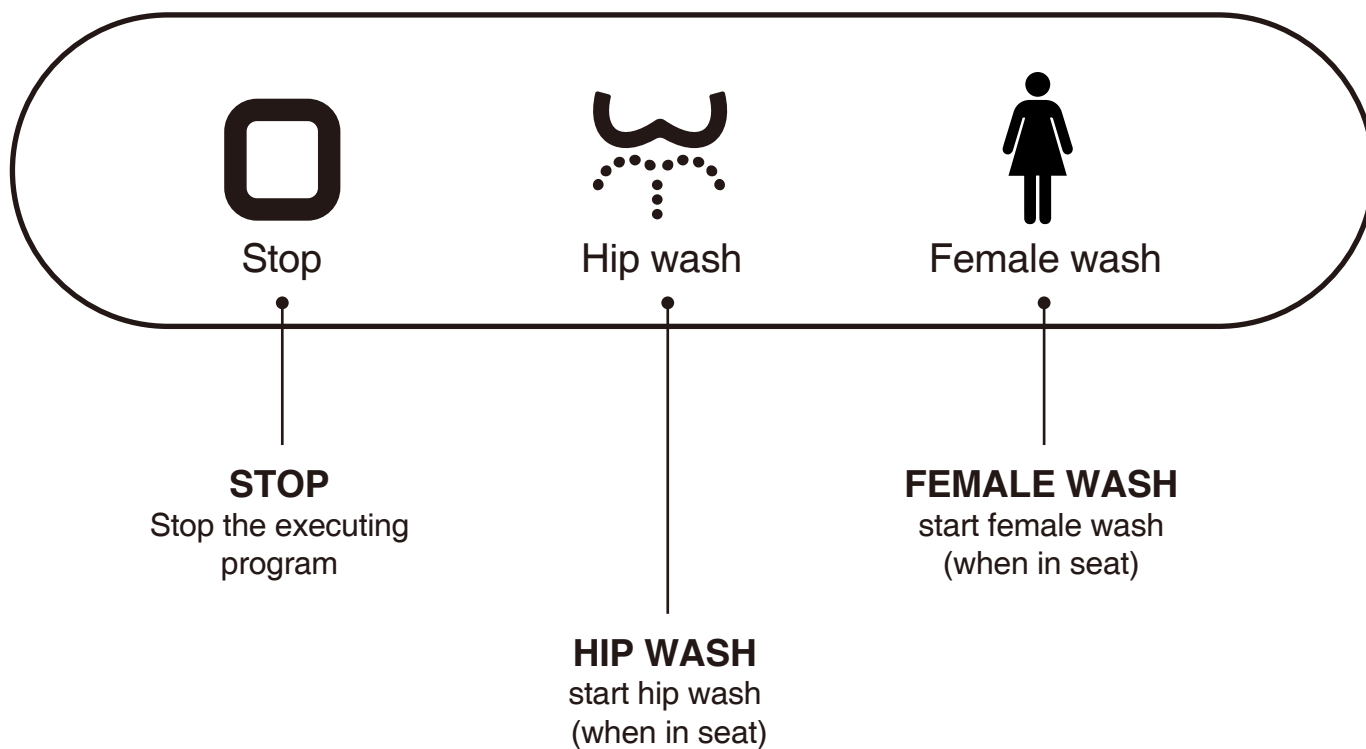 Stop
Hip wash
Female wash
STOP
Stop the executing
program
HIP WASH
start hip wash
(when in seat)
FEMALE WASH
start female wash
(when in seat)